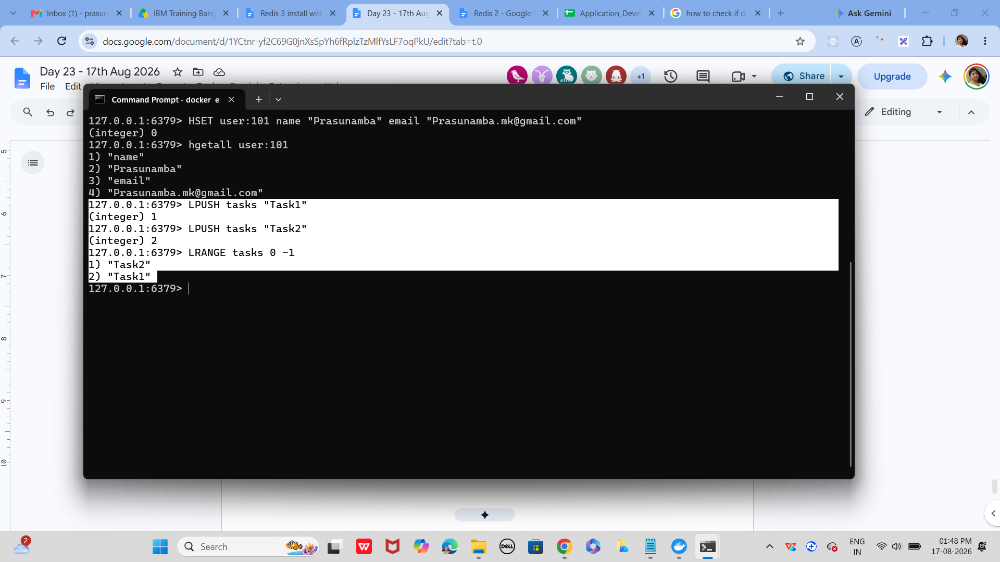 Inbox (1) - prasun
IBM Training Bang
Redis 3 install wit
Day 23 - 17th Aug
Redis 2 - Google
Application_Deve
how to check if d
Ask Gemini
docs.google.com/document/d/1YCtnr-yf2C69G0jnXsSpYh6fRplzTzMlfYsLF7oqPkU/edit?tab=t.0
Day 23 - 17th Aug 2026
+1
Share
Upgrade
File Edit
Editing
Command Prompt - docker e
127.0.0.1:6379> HSET user:101 name "Prasunamba" email "Prasunamba.mk@gmail.com"
(integer) 0
127.0.0.1:6379> hgetall user:101
1) "name"
2) "Prasunamba"
3) "email"
4) "Prasunamba.mk@gmail.com"
127.0.0.1:6379> LPUSH tasks "Task1"
(integer) 1
127.0.0.1:6379> LPUSH tasks "Task2"
(integer) 2
127.0.0.1:6379> LRANGE tasks 0 -1
1) "Task2"
2) "Task1"
127.0.0.1:6379>
5
6
7
8
9
10
2
Search
DELL
ENG
IN
01:48 PM
17-08-2026